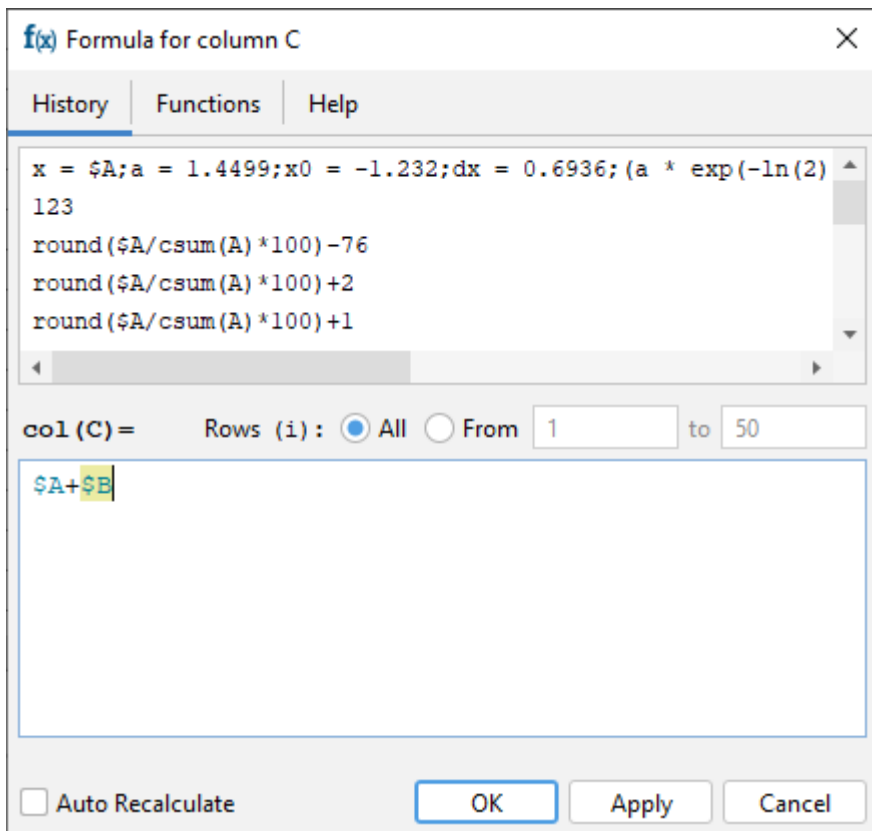 f(x) Formula for column C
History Functions Help
x = $A;a = 1.4499;x0 = -1.232;dx = 0.6936;(a * exp(-ln(2)
123
round($A/csum(A)*100)-76
round($A/csum(A)*100)+2
round($A/csum(A)*100)+1
col(C)= Rows (i): All From 1 to 50
$A+$B
Auto Recalculate OK Apply Cancel